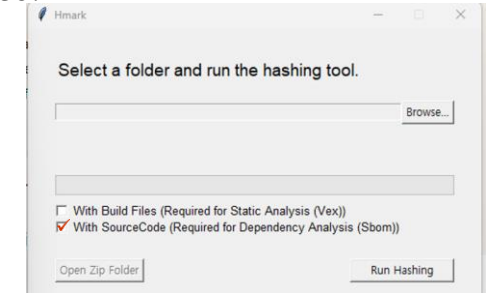 Hmark
Select a folder and run the hashing tool.
Browse...
With Build Files (Required for Static Analysis (Vex))
With SourceCode (Required for Dependency Analysis (Sbom))
Open Zip Folder
Run Hashing